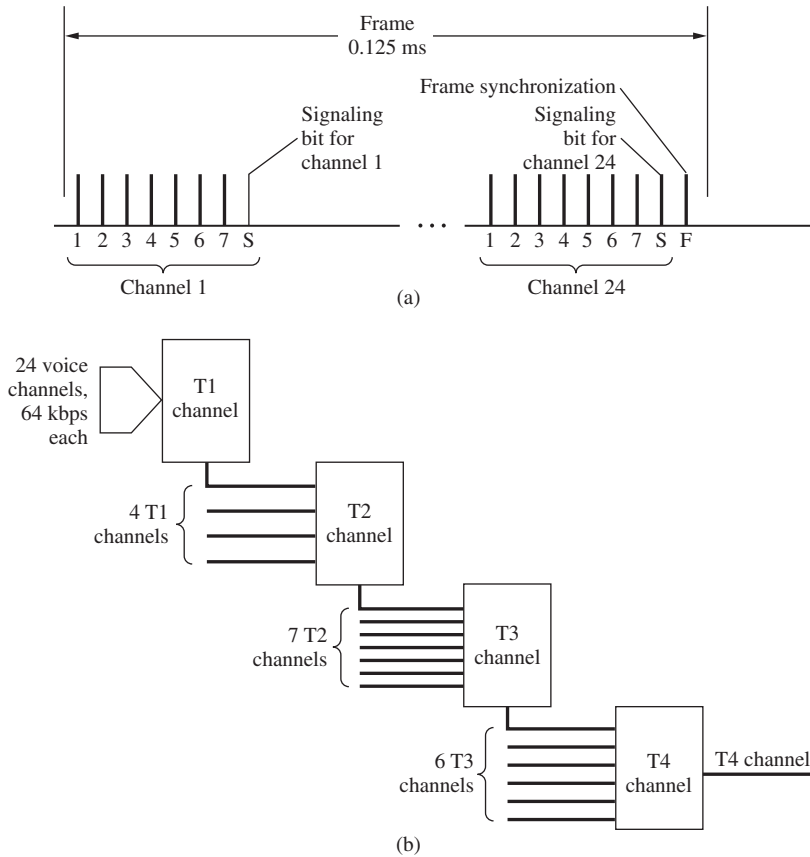 Frame
0.125 ms
Frame synchronization
Signaling
bit for
channel 1
Signaling
bit for
channel 24
1 2 3 4 5 6 7 S
...
1 2 3 4 5 6 7 S F
Channel 1
Channel 24
(a)
24 voice
channels,
64 kbps
each
T1
channel
4 T1
channels
T2
channel
7 T2
channels
T3
channel
6 T3
channels
T4
channel
T4 channel
(b)